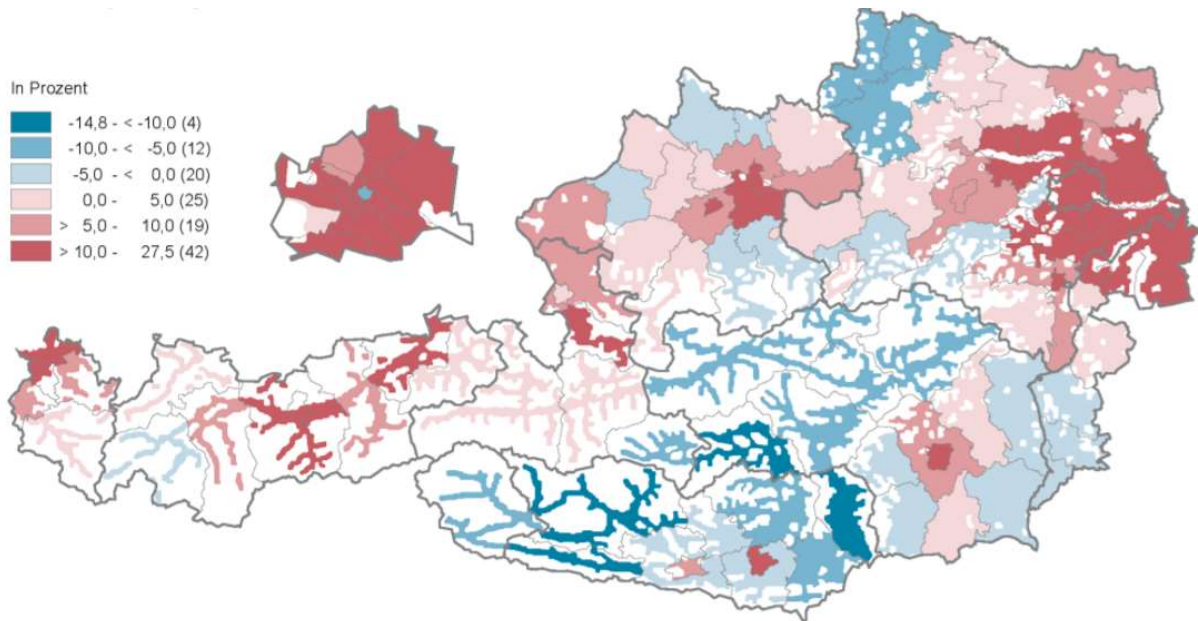 In Prozent
-14,8 - < -10,0 (4)
-10,0 - < -5,0 (12)
-5,0 - < 0,0 (20)
0,0 - 5,0 (25)
> 5,0 - 10,0 (19)
> 10,0 - 27,5 (42)